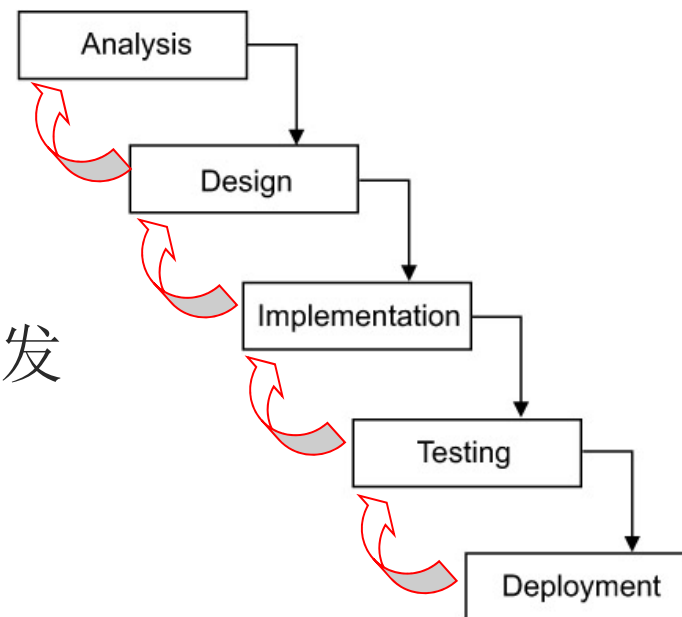 Analysis
Design
Implementation
发
Testing
Deployment